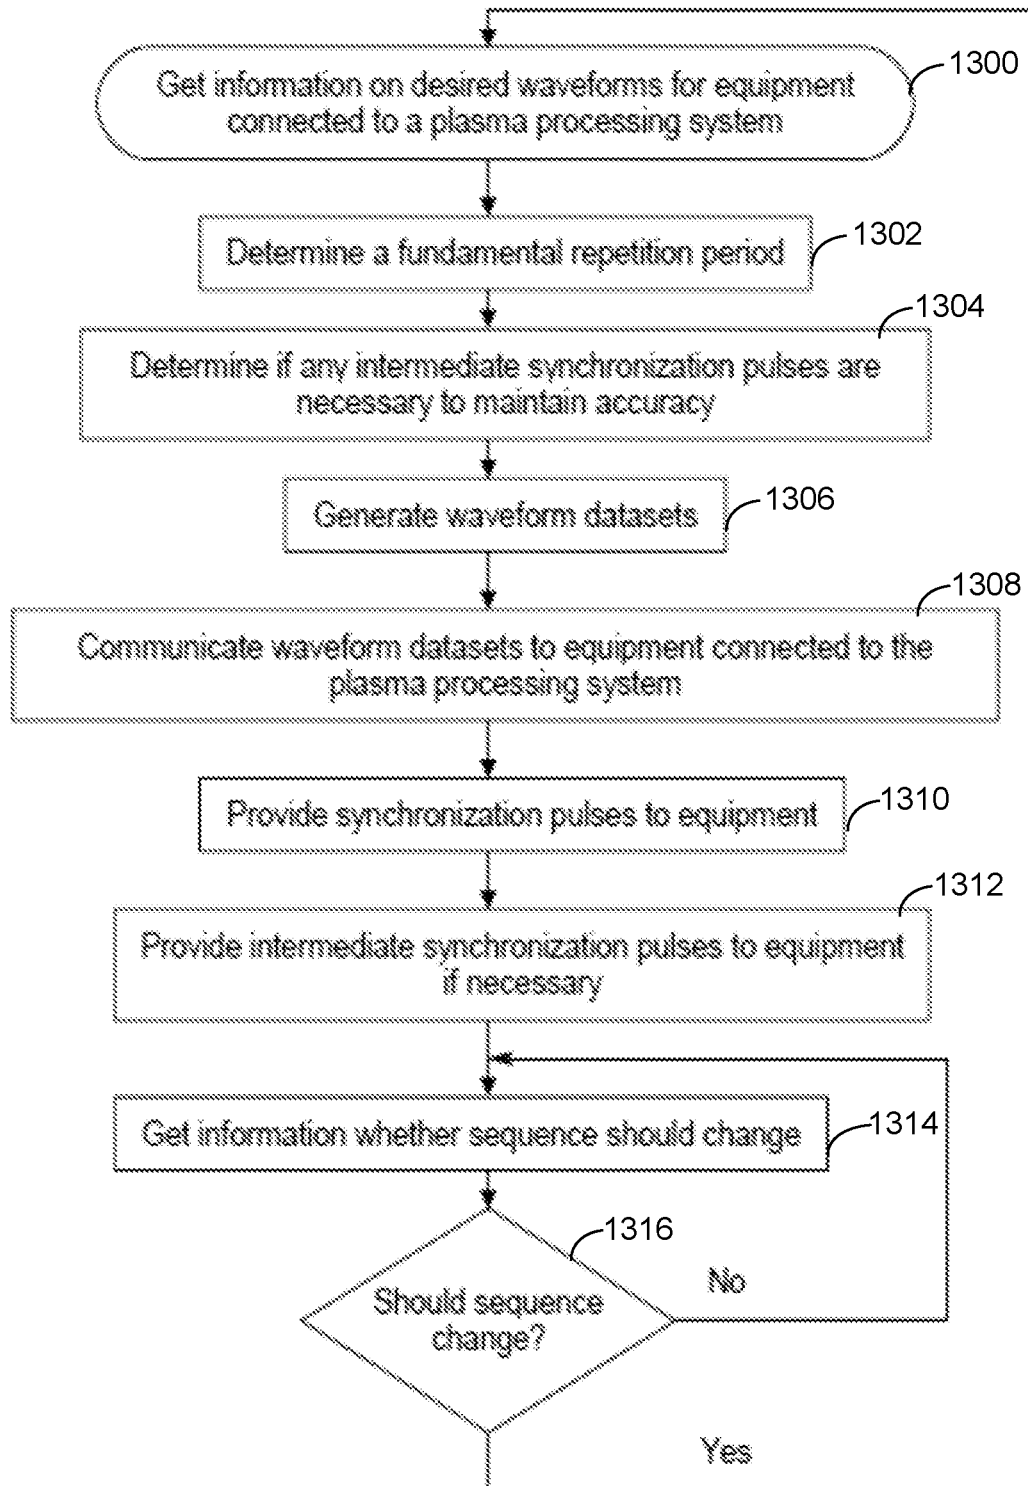 1300
Get information on desired waveforms for equipment
connected to a plasma processing system
1302
Determine a fundamental repetition period
1304
Determine if any intermediate synchronization pulses are
necessary to maintain accuracy
1306
Generate waveform datasets
1308
Communicate waveform datasets to equipment connected to the
plasma processing system
1310
Provide synchronization pulses to equipment
1312
Provide intermediate synchronization pulses to equipment
if necessary
1314
Get information whether sequence should change
1316
No
Should sequence
change?
Yes